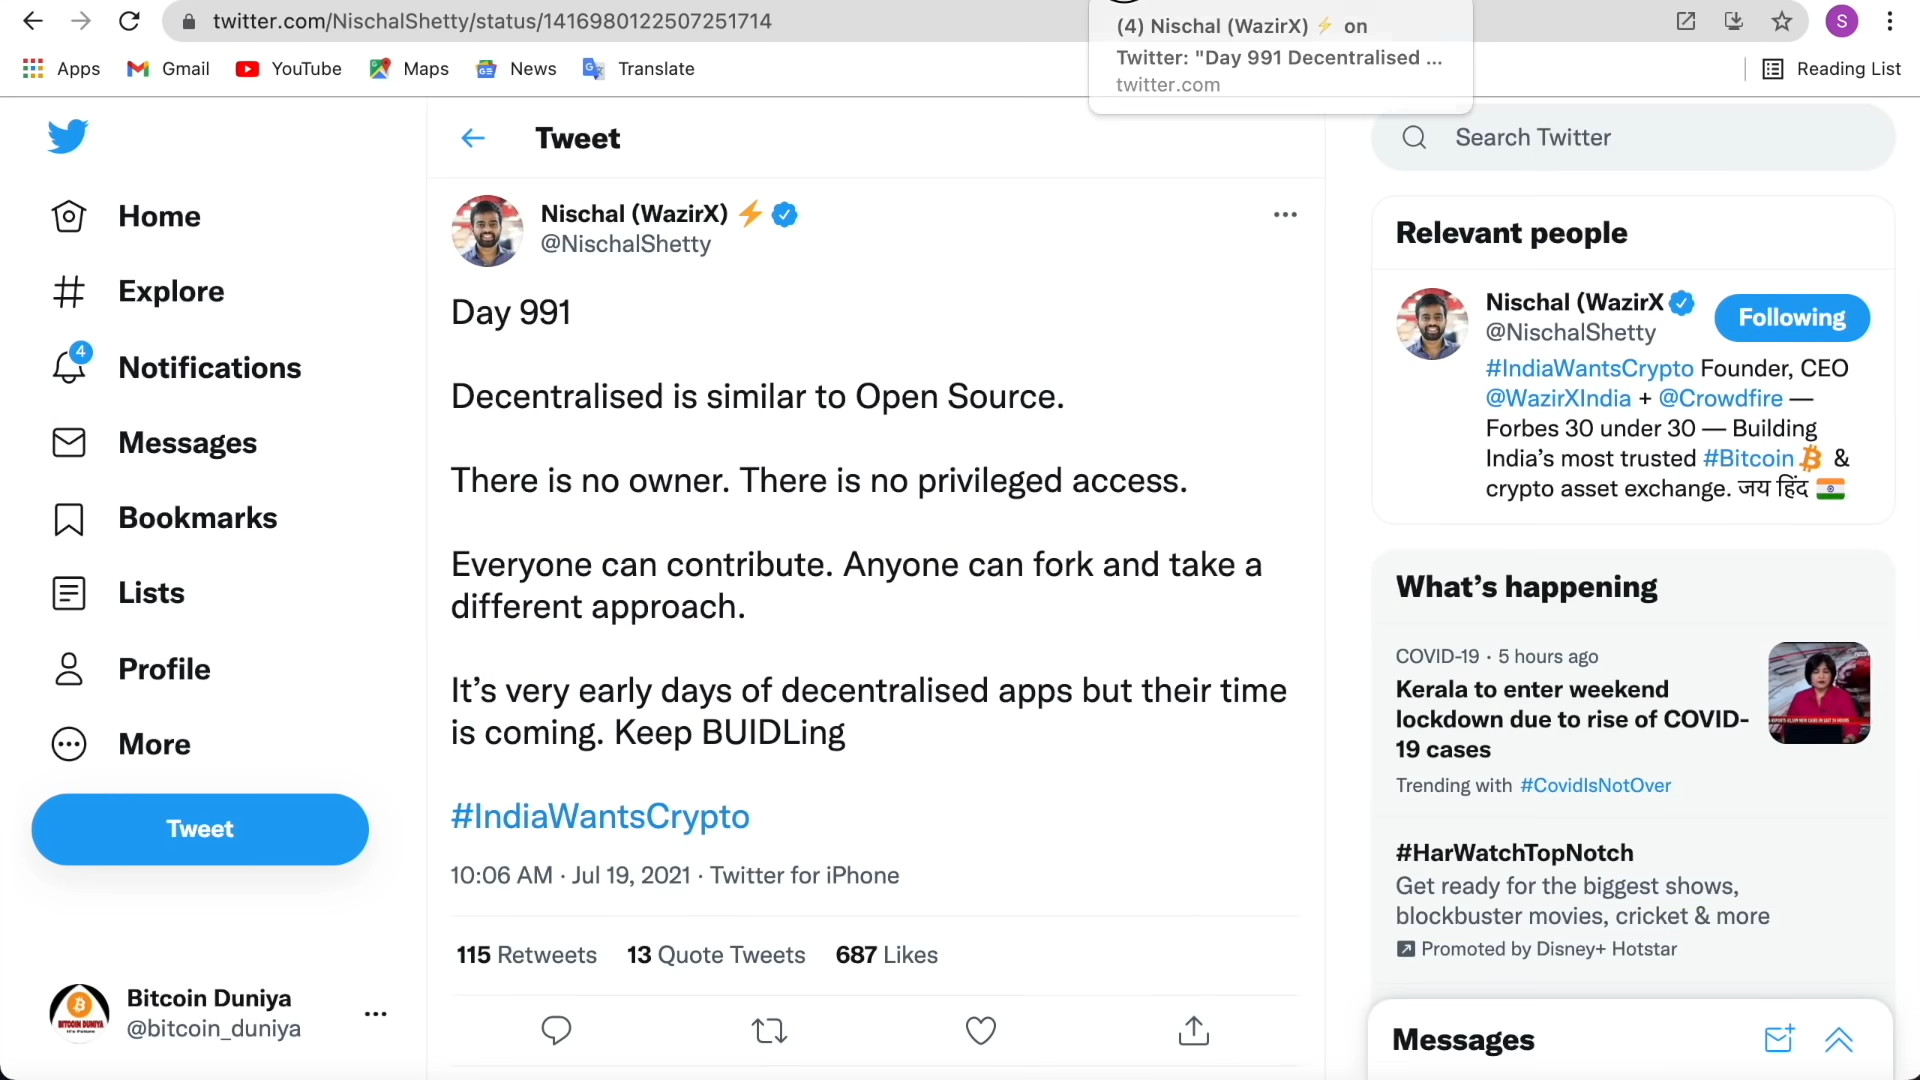 twitter.com/NischalShetty/status/1416980122507251714
(4) Nischal (WazirX) ⚡ on
Twitter: "Day 991 Decentralised ...
twitter.com
S
Apps
Gmail
YouTube
Maps
News
Translate
Reading List
Home
Explore
4
Notifications
Messages
Bookmarks
Lists
Profile
More
Tweet
Bitcoin Duniya
@bitcoin_duniya
BITCOIN DUNIYA
Tweet
Nischal (WazirX) ⚡
@NischalShetty
Day 991
Decentralised is similar to Open Source.
There is no owner. There is no privileged access.
Everyone can contribute. Anyone can fork and take a
different approach.
It’s very early days of decentralised apps but their time
is coming. Keep BUIDLing
#IndiaWantsCrypto
10:06 AM · Jul 19, 2021 · Twitter for iPhone
115 Retweets 13 Quote Tweets 687 Likes
Search Twitter
Relevant people
Nischal (WazirX
@NischalShetty
Following
#IndiaWantsCrypto Founder, CEO
@WazirXIndia + @Crowdfire —
Forbes 30 under 30 — Building
India’s most trusted #Bitcoin &
crypto asset exchange. जय हिंद 🇮🇳
What’s happening
COVID-19 · 5 hours ago
Kerala to enter weekend
lockdown due to rise of COVID-
19 cases
Trending with #CovidIsNotOver
#HarWatchTopNotch
Get ready for the biggest shows,
blockbuster movies, cricket & more
Promoted by Disney+ Hotstar
Messages